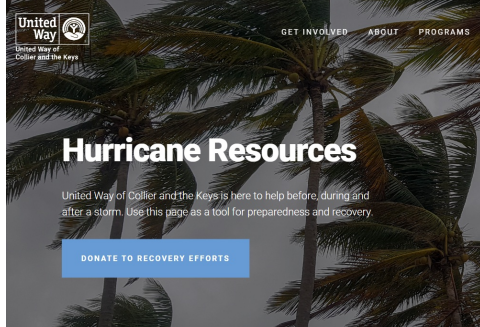 United
Way
United Way of
Collier and the Keys
GET INVOLVED ABOUT PROGRAMS
Hurricane Resources
United Way of Collier and the Keys is here to help before, during and
after a storm. Use this page as a tool for preparedness and recovery.
DONATE TO RECOVERY EFFORTS